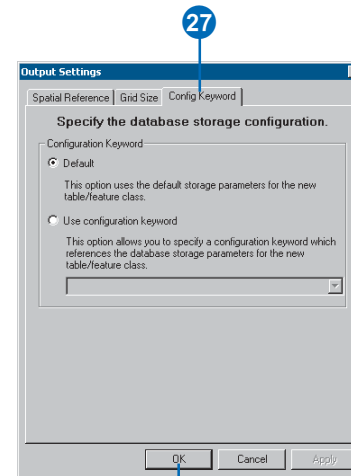 27
Output Settings
Spatial Reference Grid Size Config Keyword
Specify the database storage configuration.
Configuration Keyword
Default
This option uses the default storage parameters for the new
table/feature class.
Use configuration keyword
This option allows you to specify a configuration keyword which
references the database storage parameters for the new
table/feature class.
OK Cancel Apply